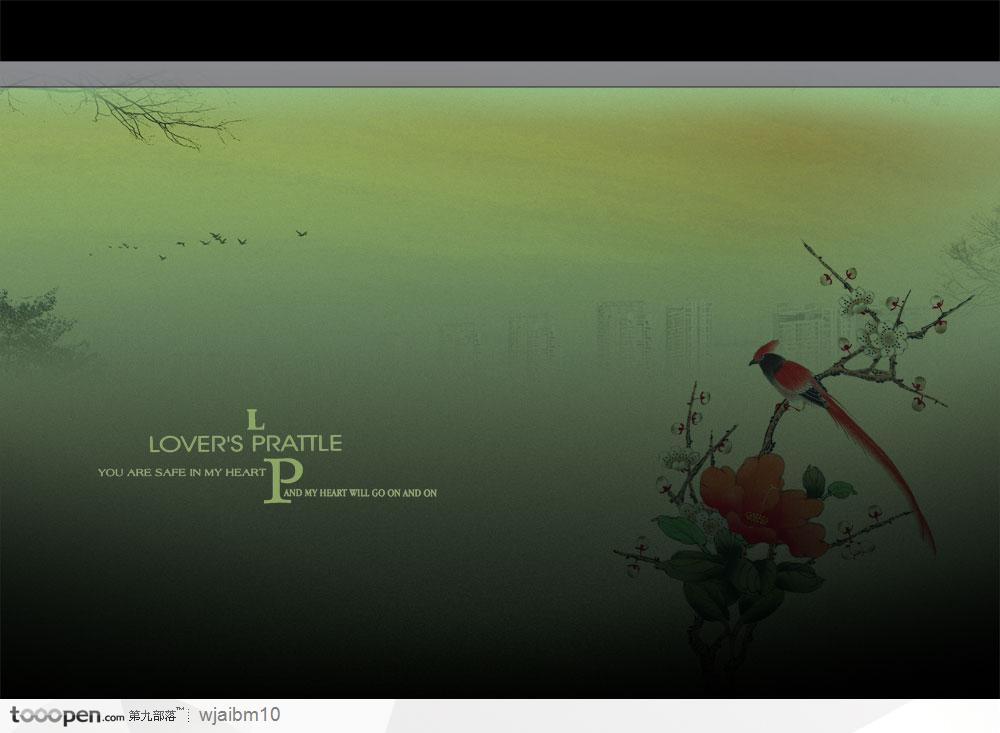 L
LOVER'S PRATTLE
YOU ARE SAFE IN MY HEART
P
AND MY HEART WILL GO ON AND ON
tooopen.com 第九部落™ wjaibm10